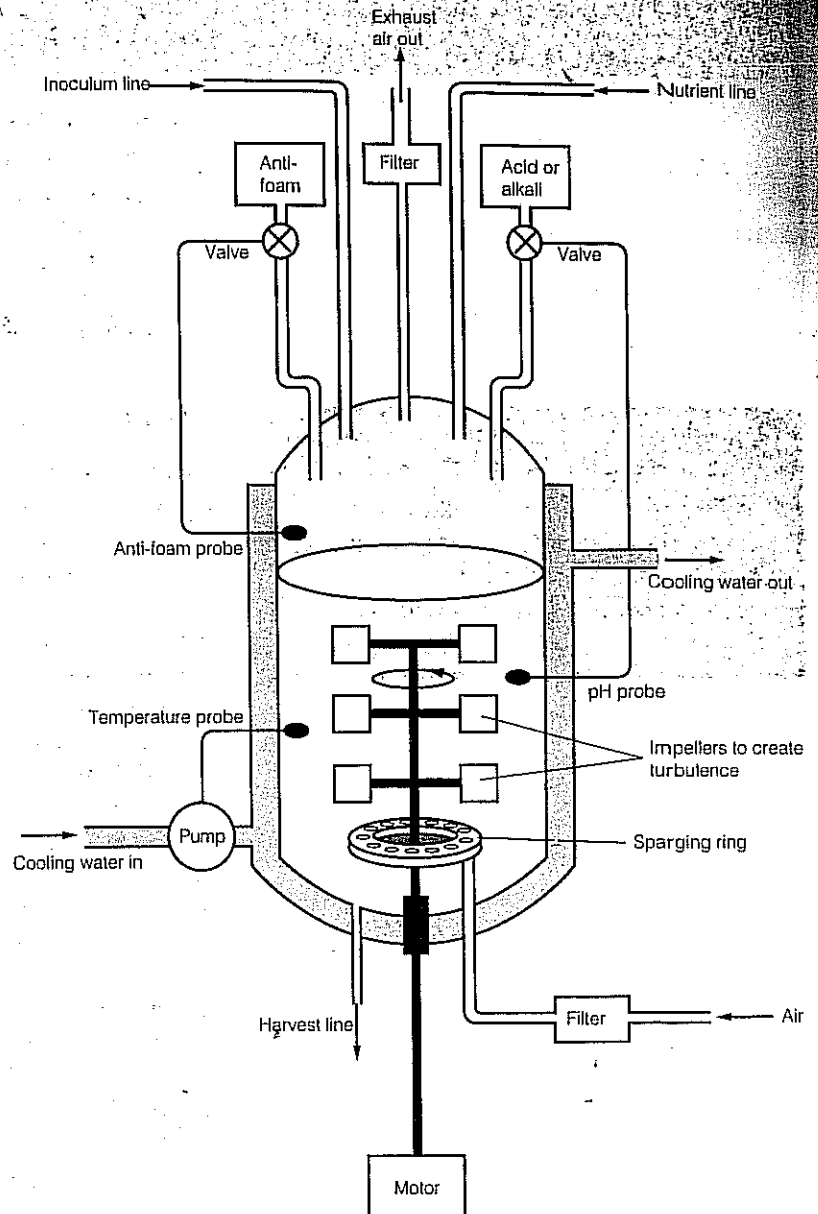 Exhaust
air out
Inoculum line
Nutrient line
Anti-
foam
Filter
Acid or
alkali
Valve
Valve
Anti-foam probe
Cooling water out
pH probe
Temperature probe
Impellers to create
turbulence
Pump
Sparging ring
Cooling water in
Harvest line
Filter
Air
Motor